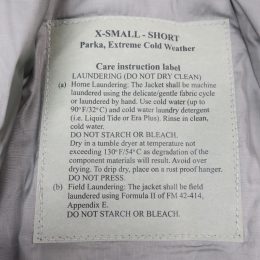 X-SMALL - SHORT
Parka, Extreme Cold Weather
Care instruction label
LAUNDERING (DO NOT DRY CLEAN)
(a) Home Laundering: The Jacket shall be machine
laundered using the delicate/gentle fabric cycle
or laundered by hand. Use cold water (up to
90°F/32°C) and cold water laundry detergent
(i.e. Liquid Tide or Era Plus). Rinse in clean,
cold water.
DO NOT STARCH OR BLEACH.
Dry in a tumble dryer at temperature not
exceeding 130°F/54°C as degradation of the
component materials will result. Avoid over
drying. To drip dry, place on a rust proof hanger.
DO NOT PRESS.
(b) Field Laundering: The jacket shall be field
laundered using Formula II of FM 42-414,
Appendix E.
DO NOT STARCH OR BLEACH.